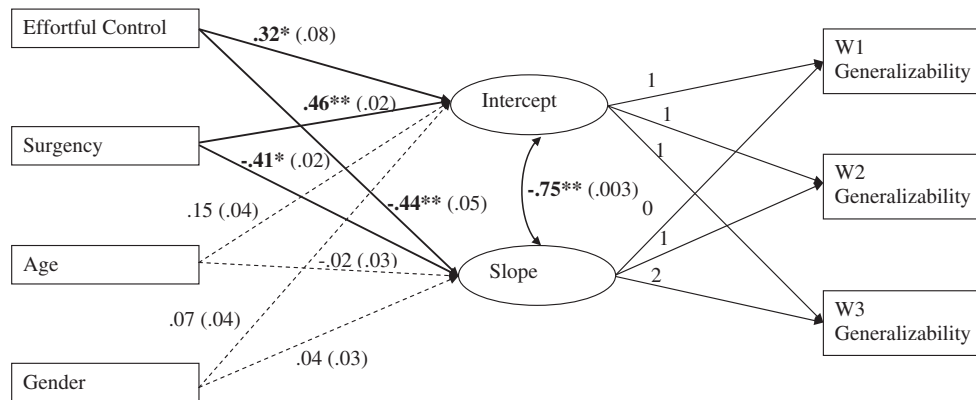 Effortful Control
.32* (.08)
W1
Generalizability
1
Intercept
.46** (.02)
1
Surgency
1
-.41* (.02)
W2
Generalizability
-.75** (.003)
-.44** (.05)
0
.15 (.04)
1
Age
-.02 (.03)
Slope
2
W3
Generalizability
.07 (.04)
.04 (.03)
Gender